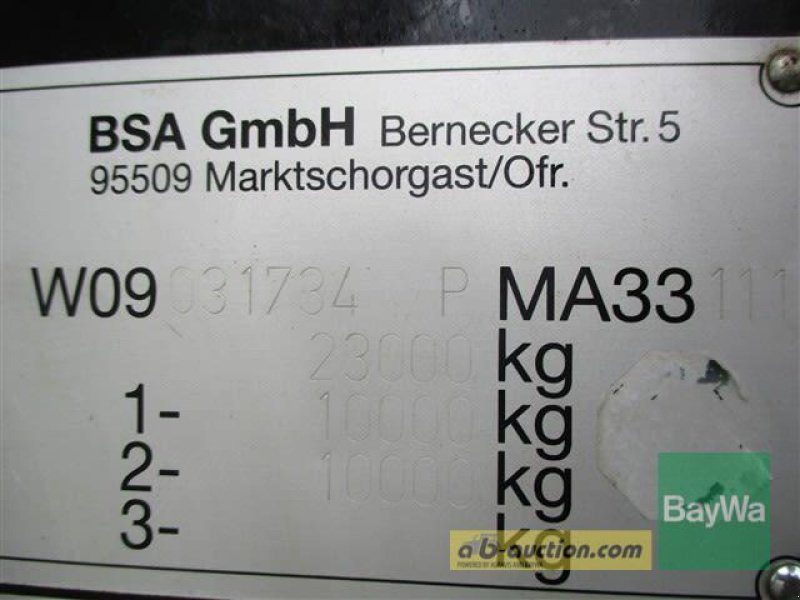 BSA GmbH Bernecker Str. 5
95509 Marktschorgast/Ofr.
W09 031734 P MA33 111
23000 kg
1- 10000 kg
2- 10000 kg
3- kg
BayWa
ab-auction.com